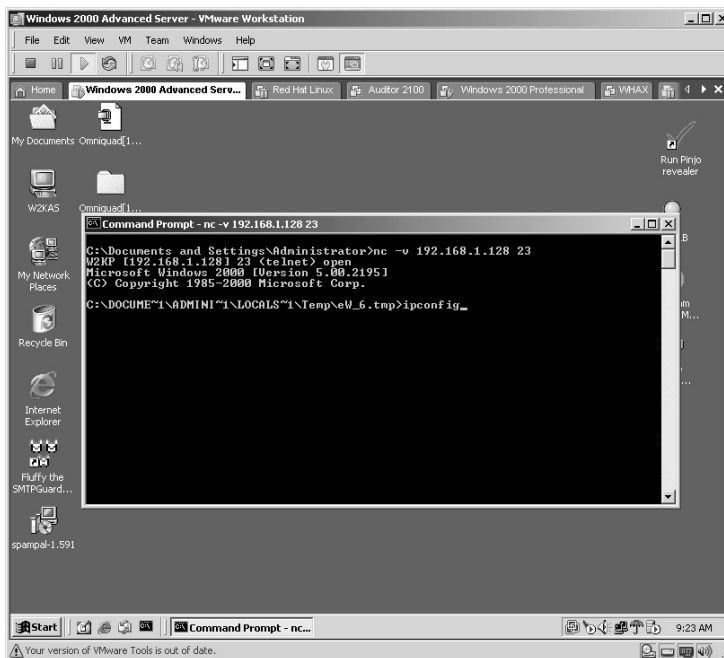 Windows 2000 Advanced Server - VMware Workstation
File Edit View VM Team Windows Help
Home Windows 2000 Advanced Serv... Red Hat Linux Auditor 2100 Windows 2000 Professional WHAX
My Documents Omniquad[1...
Run Pinjo
revealer
W2KAS Omniquad[1...
Command Prompt - nc -v 192.168.1.128 23
C:\Documents and Settings\Administrator>nc -v 192.168.1.128 23
W2KP [192.168.1.128] 23 (telnet) open
Microsoft Windows 2000 [Version 5.00.2195]
(C) Copyright 1985-2000 Microsoft Corp.
C:\DOCUME~1\ADMINI~1\LOCALS~1\Temp\eW_6.tmp>ipconfig_
My Network
Places
Recycle Bin
Internet
Explorer
Fluffy the
SMTPGuard...
spampal-1.591
Start Command Prompt - nc... 9:23 AM
Your version of VMware Tools is out of date.